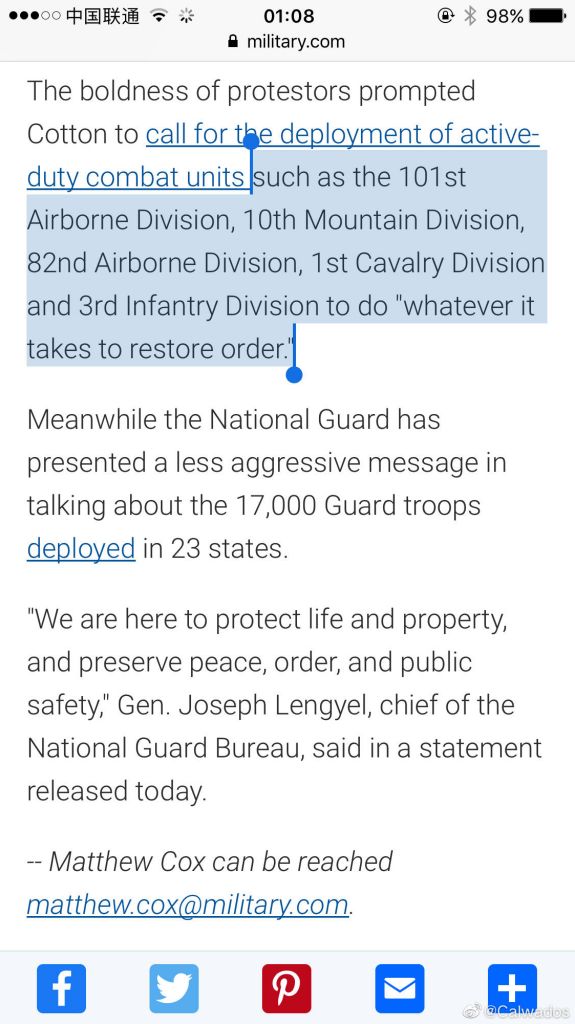 中国联通 01:08 98%
military.com
The boldness of protestors prompted
Cotton to call for the deployment of active-
duty combat units such as the 101st
Airborne Division, 10th Mountain Division,
82nd Airborne Division, 1st Cavalry Division
and 3rd Infantry Division to do "whatever it
takes to restore order."
Meanwhile the National Guard has
presented a less aggressive message in
talking about the 17,000 Guard troops
deployed in 23 states.
"We are here to protect life and property,
and preserve peace, order, and public
safety," Gen. Joseph Lengyel, chief of the
National Guard Bureau, said in a statement
released today.
-- Matthew Cox can be reached
matthew.cox@military.com.
@Calwados